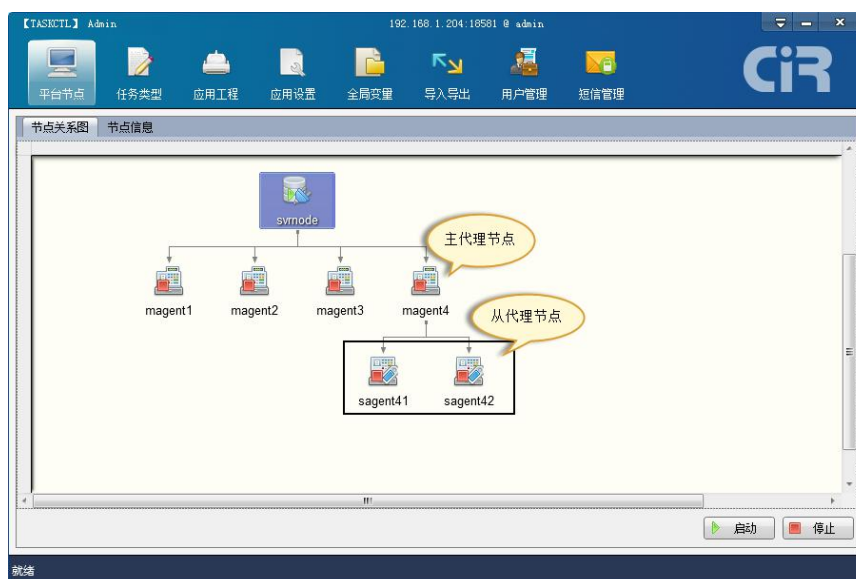 【TASKCTL】 Admin
192.168.1.204:18581 @ admin
CiR
平台节点 任务类型 应用工程 应用设置 全局变量 导入导出 用户管理 短信管理
节点关系图 节点信息
svrnode
主代理节点
magent1 magent2 magent3 magent4
从代理节点
sagent41 sagent42
启动 停止
就绪